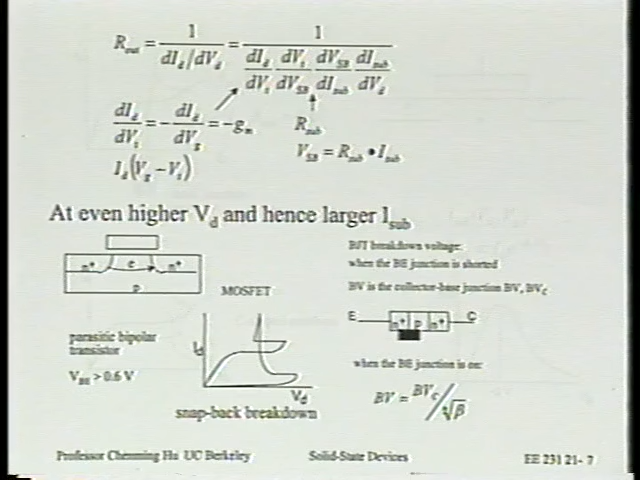 R_out = 1 / (dI_d/dV_d) = 1 / (dI_d/dV_t · dV_t/dV_SB · dV_SB/dI_sub · dI_sub/dV_d)
dI_d/dV_t = − dI_d/dV_g = −g_m
R_sub
V_SB = R_sub • I_sub
I_d(V_g − V_t)
At even higher V_d and hence larger I_sub
n+ e n+
p
MOSFET
BJT breakdown voltage:
when the BE junction is shorted
BV is the collector-base junction BV, BV_c
E n+ p n+ C
parasitic bipolar
transistor
V_BE > 0.6 V
I_d
V_d
snap-back breakdown
when the BE junction is on:
BV = BV_c /
β
Professor Chenming Hu UC Berkeley
Solid-State Devices
EE 231 21- 7